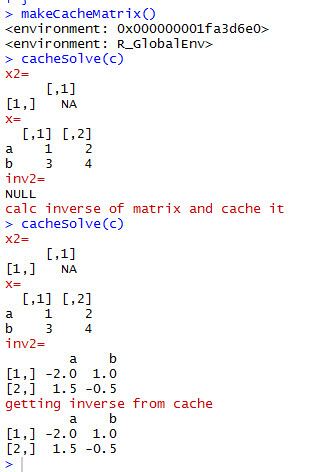 > makeCacheMatrix()
<environment: 0x000000001fa3d6e0>
<environment: R_GlobalEnv>
> cacheSolve(c)
x2=
     [,1]
[1,]   NA
x=
  [,1] [,2]
a    1    2
b    3    4
inv2=
NULL
calc inverse of matrix and cache it
> cacheSolve(c)
x2=
     [,1]
[1,]   NA
x=
  [,1] [,2]
a    1    2
b    3    4
inv2=
        a    b
[1,] -2.0  1.0
[2,]  1.5 -0.5
getting inverse from cache
        a    b
[1,] -2.0  1.0
[2,]  1.5 -0.5
>